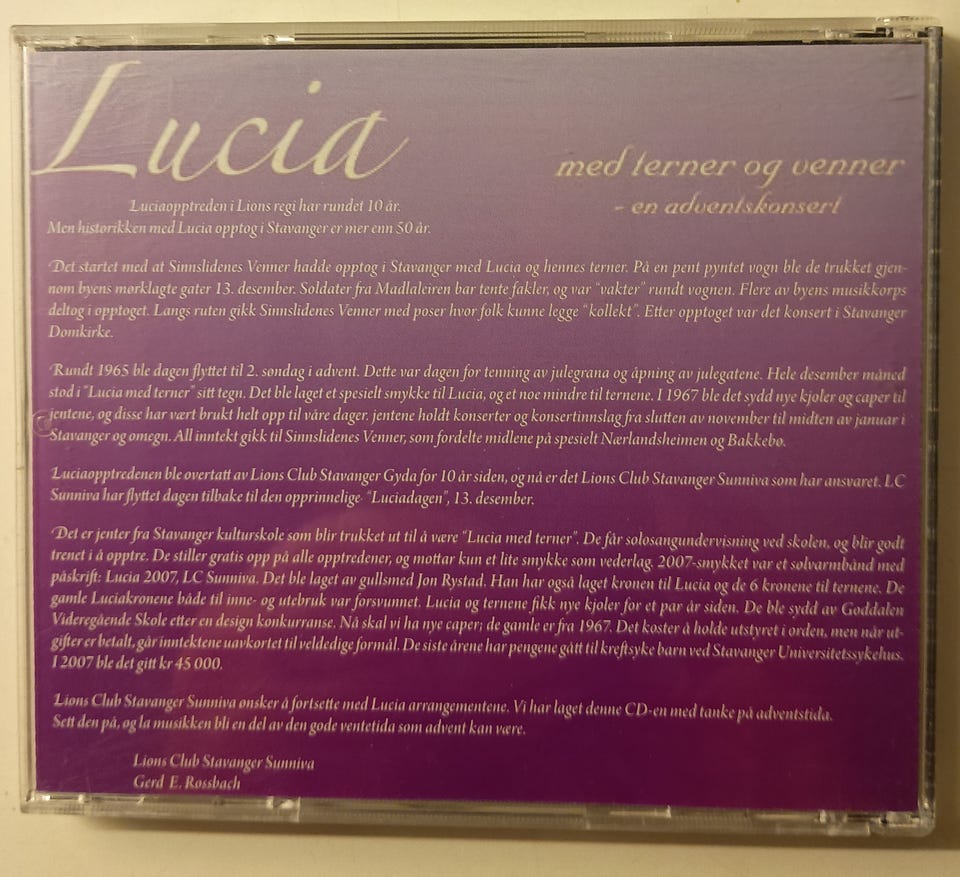 Lucia
med terner og venner
- en adventskonsert
Luciaopptreden i Lions regi har rundet 10 år.
Men historikken med Lucia opptog i Stavanger er mer enn 50 år.
Det startet med at Sinnslidenes Venner hadde opptog i Stavanger med Lucia og hennes terner. På en pent pyntet vogn ble de trukket gjen-
nom byens mørklagte gater 13. desember. Soldater fra Madlaleiren bar tente fakler, og var "vakter" rundt vognen. Flere av byens musikkorps
deltog i opptoget. Langs ruten gikk Sinnslidenes Venner med poser hvor folk kunne legge "kollekt". Etter opptoget var det konsert i Stavanger
Domkirke.
Rundt 1965 ble dagen flyttet til 2. søndag i advent. Dette var dagen for tenning av julegrana og åpning av julegatene. Hele desember måned
stod i "Lucia med terner" sitt tegn. Det ble laget et spesielt smykke til Lucia, og et noe mindre til ternene. I 1967 ble det sydd nye kjoler og caper til
jentene, og disse har vært brukt helt opp til våre dager. jentene holdt konserter og konsertinnslag fra slutten av november til midten av januar i
Stavanger og omegn. All inntekt gikk til Sinnslidenes Venner, som fordelte midlene på spesielt Nærlandsheimen og Bakkebø.
Luciaopptredenen ble overtatt av Lions Club Stavanger Gyda for 10 år siden, og nå er det Lions Club Stavanger Sunniva som har ansvaret. LC
Sunniva har flyttet dagen tilbake til den opprinnelige "Luciadagen", 13. desember.
Det er jenter fra Stavanger kulturskole som blir trukket ut til å være "Lucia med terner". De får solosangundervisning ved skolen, og blir godt
trenet i å opptre. De stiller gratis opp på alle opptredener, og mottar kun et lite smykke som vederlag. 2007-smykket var et sølvarmbånd med
påskrift: Lucia 2007, LC Sunniva. Det ble laget av gullsmed Jon Rystad. Han har også laget kronen til Lucia og de 6 kronene til ternene. De
gamle Luciakronene både til inne- og utebruk var forsvunnet. Lucia og ternene fikk nye kjoler for et par år siden. De ble sydd av Goddalen
Videregående Skole etter en design konkurranse. Nå skal vi ha nye caper; de gamle er fra 1967. Det koster å holde utstyret i orden, men når ut-
gifter er betalt, går inntektene uavkortet til veldedige formål. De siste årene har pengene gått til kreftsyke barn ved Stavanger Universitetssykehus.
I 2007 ble det gitt kr 45 000.
Lions Club Stavanger Sunniva ønsker å fortsette med Lucia arrangementene. Vi har laget denne CD-en med tanke på adventstida.
Sett den på, og la musikken bli en del av den gode ventetida som advent kan være.
Lions Club Stavanger Sunniva
Gerd E. Rossbach